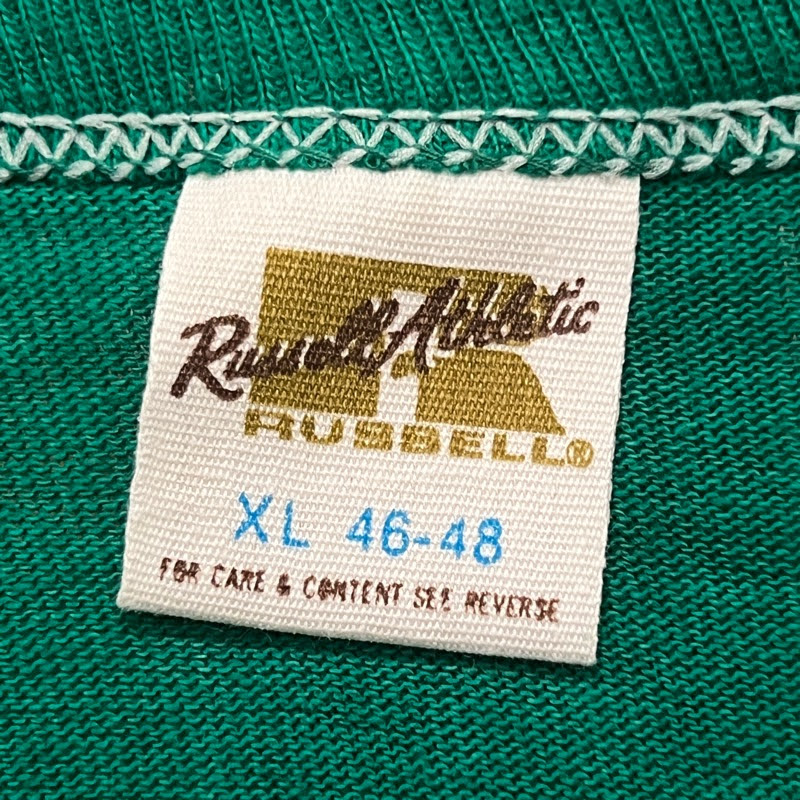 Russell Athletic
RUSSELL®
XL 46-48
FOR CARE & CONTENT SEE REVERSE